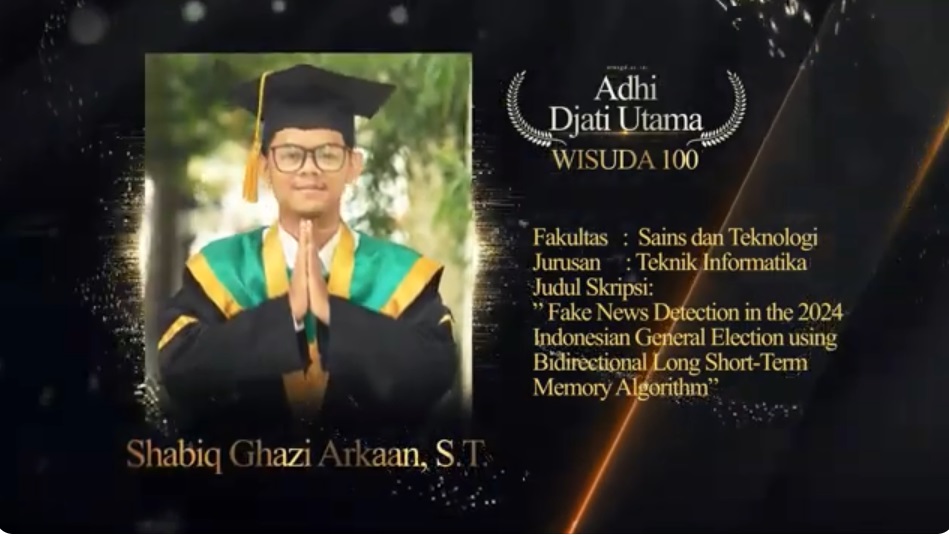 Adhi
Djati Utama
WISUDA 100
Fakultas : Sains dan Teknologi
Jurusan : Teknik Informatika
Judul Skripsi:
” Fake News Detection in the 2024
Indonesian General Election using
Bidirectional Long Short-Term
Memory Algorithm”
Shabiq Ghazi Arkaan, S.T.